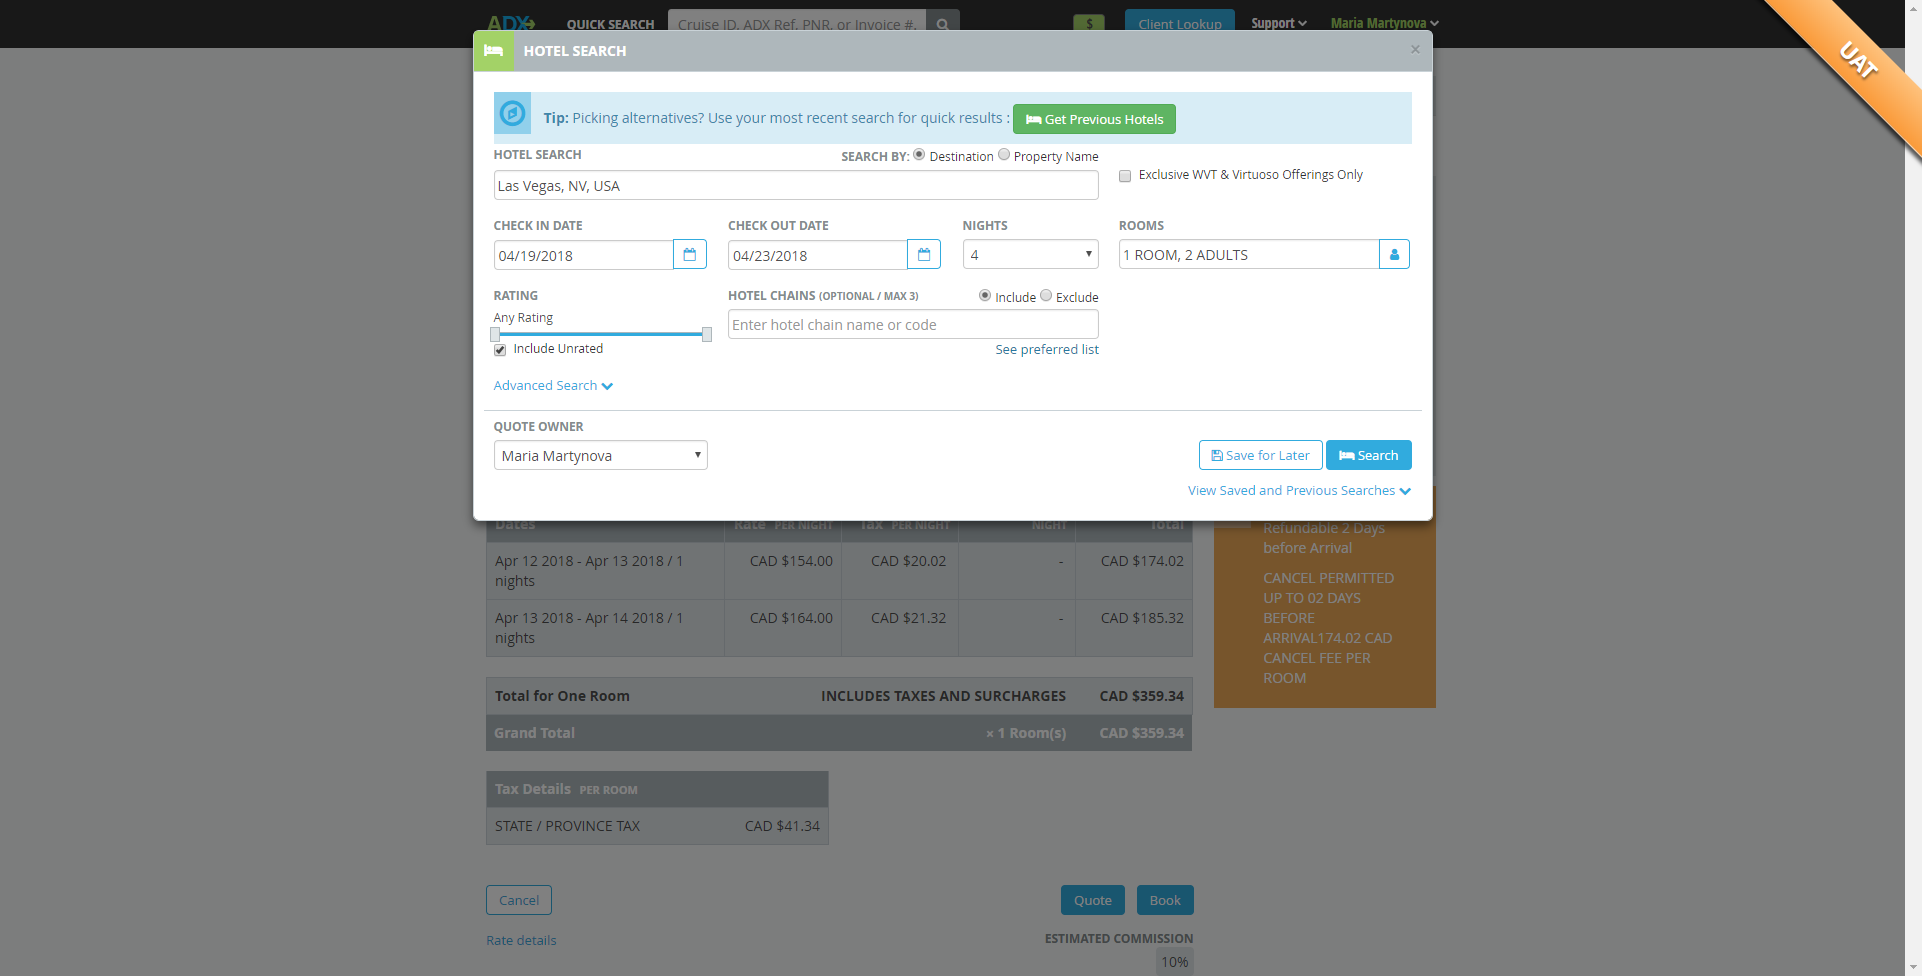 ADX
QUICK SEARCH
Cruise ID, ADX Ref, PNR, or Invoice #.
$
Client Lookup
Support
Maria Martynova
UAT
HOTEL SEARCH
×
Tip: Picking alternatives? Use your most recent search for quick results :
Get Previous Hotels
HOTEL SEARCH
SEARCH BY: Destination Property Name
Las Vegas, NV, USA
Exclusive WVT & Virtuoso Offerings Only
CHECK IN DATE
CHECK OUT DATE
NIGHTS
ROOMS
04/19/2018
04/23/2018
4
1 ROOM, 2 ADULTS
RATING
HOTEL CHAINS (OPTIONAL / MAX 3)
Include Exclude
Any Rating
Enter hotel chain name or code
Include Unrated
See preferred list
Advanced Search
QUOTE OWNER
Maria Martynova
Save for Later
Search
View Saved and Previous Searches
Dates
Rate PER NIGHT
Tax PER NIGHT
NIGHT
Total
Apr 12 2018 - Apr 13 2018 / 1
nights
CAD $154.00
CAD $20.02
-
CAD $174.02
Apr 13 2018 - Apr 14 2018 / 1
nights
CAD $164.00
CAD $21.32
-
CAD $185.32
Refundable 2 Days
before Arrival
CANCEL PERMITTED
UP TO 02 DAYS
BEFORE
ARRIVAL174.02 CAD
CANCEL FEE PER
ROOM
Total for One Room
INCLUDES TAXES AND SURCHARGES
CAD $359.34
Grand Total
× 1 Room(s)
CAD $359.34
Tax Details PER ROOM
STATE / PROVINCE TAX
CAD $41.34
Cancel
Quote
Book
Rate details
ESTIMATED COMMISSION
10%